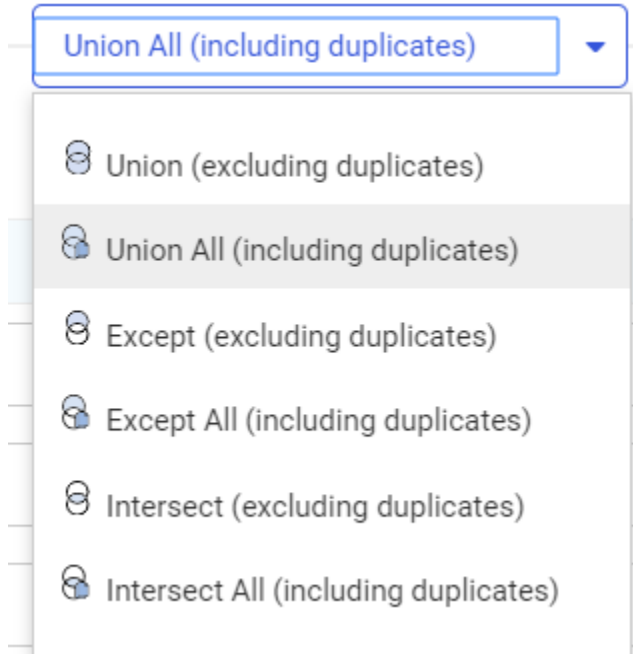 Union All (including duplicates)
Union (excluding duplicates)
Union All (including duplicates)
Except (excluding duplicates)
Except All (including duplicates)
Intersect (excluding duplicates)
Intersect All (including duplicates)